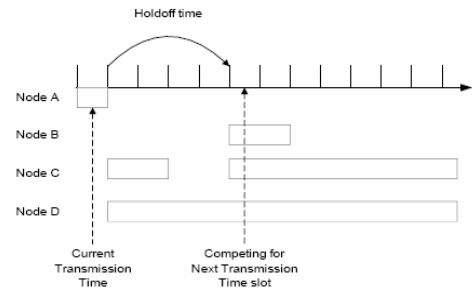 Holdoff time
Node A
Node B
Node C
Node D
Current
Transmission
Time
Competing for
Next Transmission
Time slot